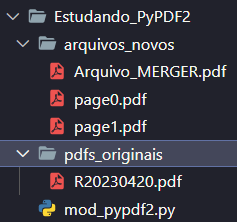 Estudando_PyPDF2
arquivos_novos
Arquivo_MERGER.pdf
page0.pdf
page1.pdf
pdfs_originais
R20230420.pdf
mod_pypdf2.py